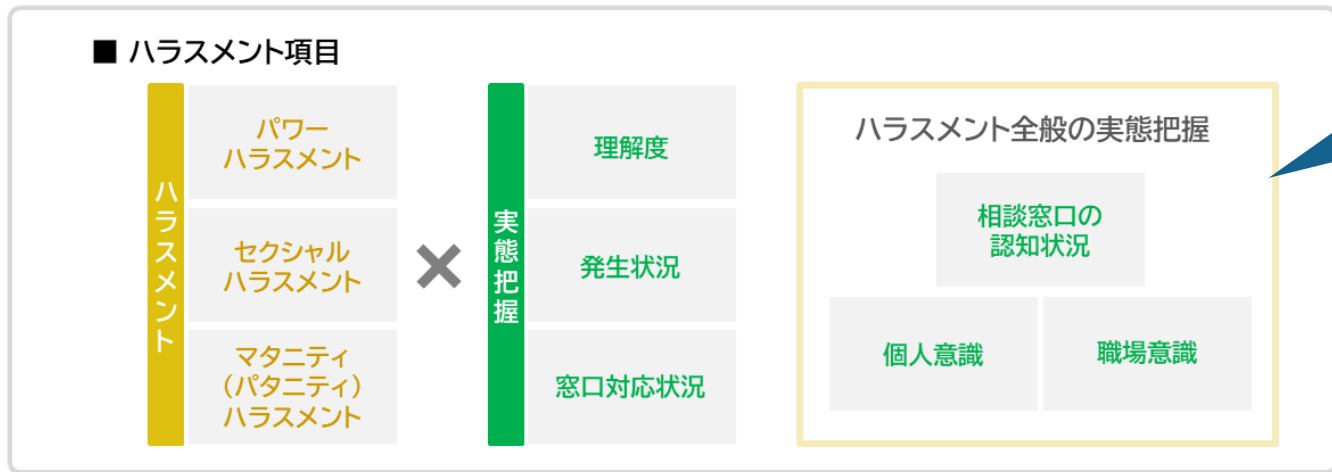 ■ ハラスメント項目
ハラスメント
パワー
ハラスメント
セクシャル
ハラスメント
マタニティ
(パタニティ)
ハラスメント
×
実態把握
理解度
発生状況
窓口対応状況
ハラスメント全般の実態把握
相談窓口の
認知状況
個人意識
職場意識